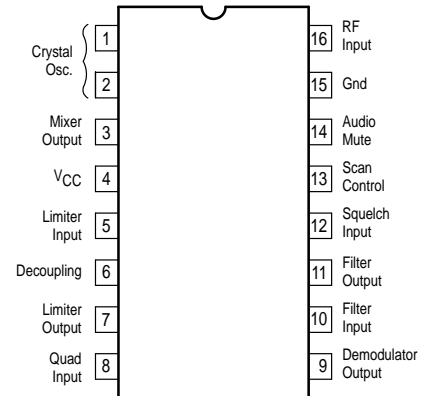 Crystal
Osc.
1
2
Mixer
Output
3
VCC
4
Limiter
Input
5
Decoupling
6
Limiter
Output
7
Quad
Input
8
16
RF
Input
15
Gnd
14
Audio
Mute
13
Scan
Control
12
Squelch
Input
11
Filter
Output
10
Filter
Input
9
Demodulator
Output